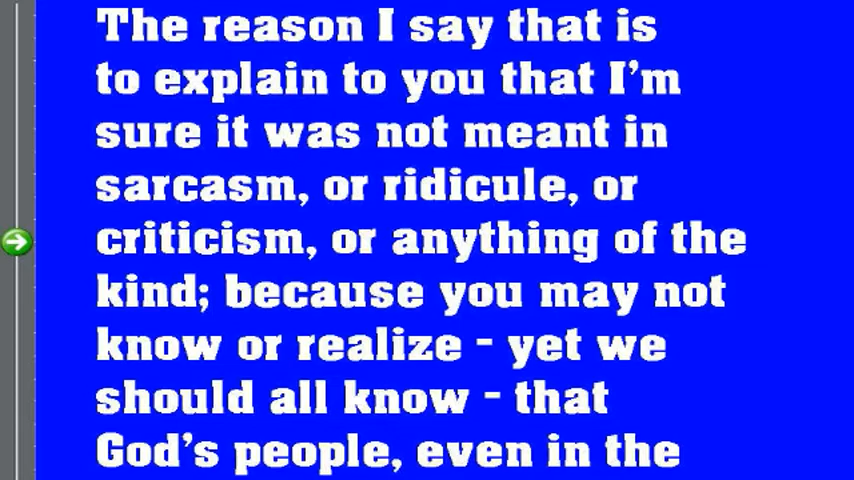 The reason I say that is
to explain to you that I'm
sure it was not meant in
sarcasm, or ridicule, or
criticism, or anything of the
kind; because you may not
know or realize - yet we
should all know - that
God's people, even in the